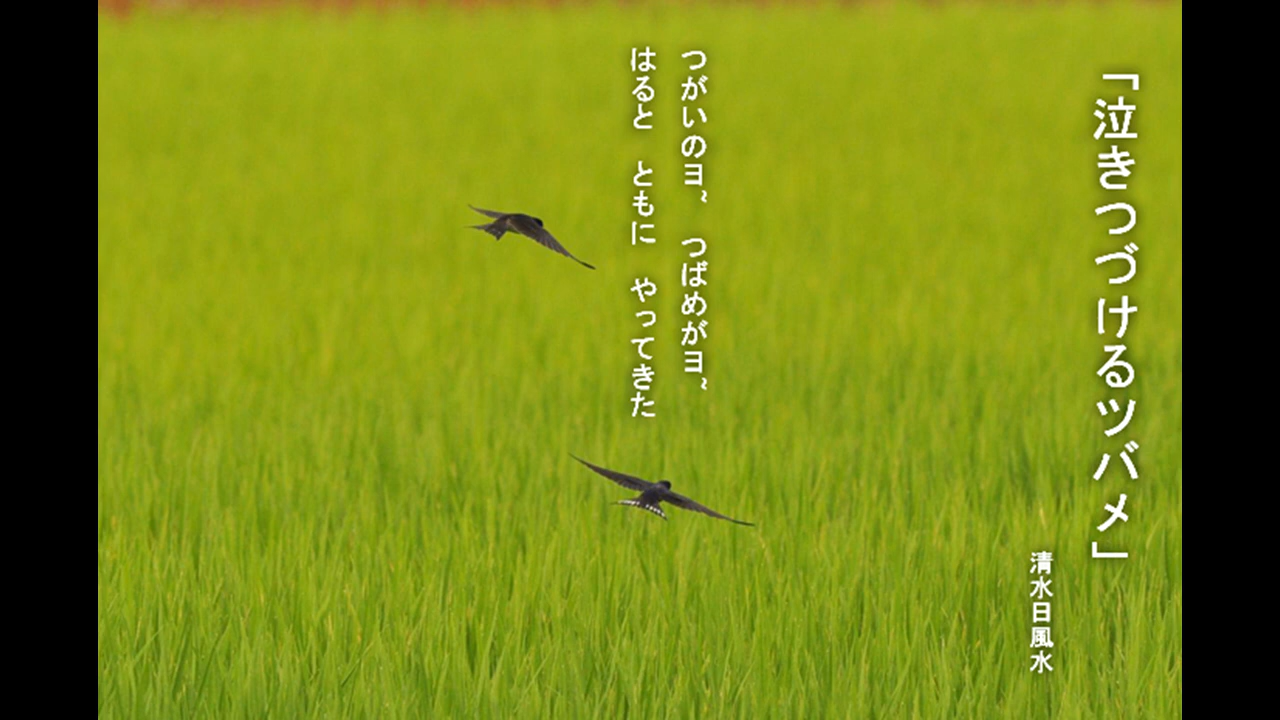 「泣きつづけるツバメ」
清水日風水
つがいのヨ〜　つばめがヨ〜
はると　ともに　やってきた